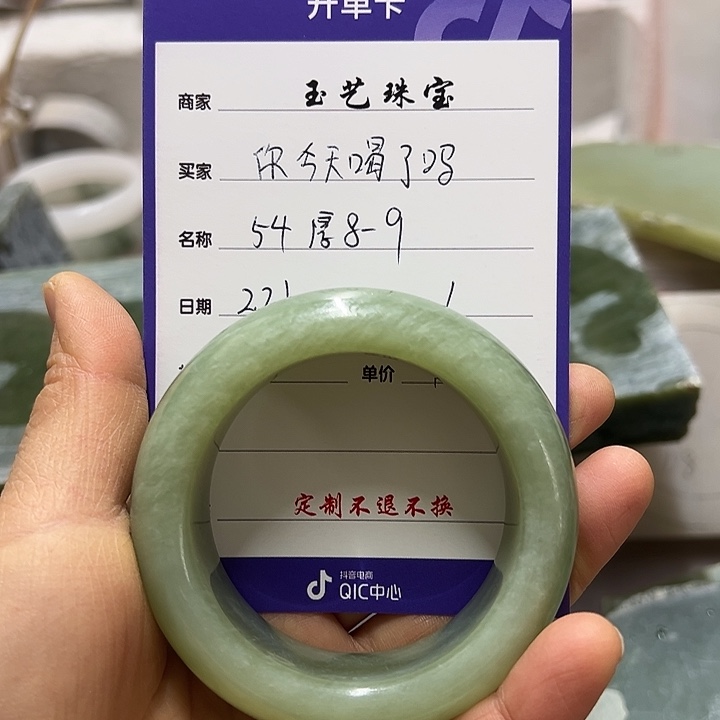 开单卡
商家 玉艺珠宝
买家 你今天喝了吗
名称 54 厚8-9
日期
单价
定制不退不换
抖音电商
QIC中心